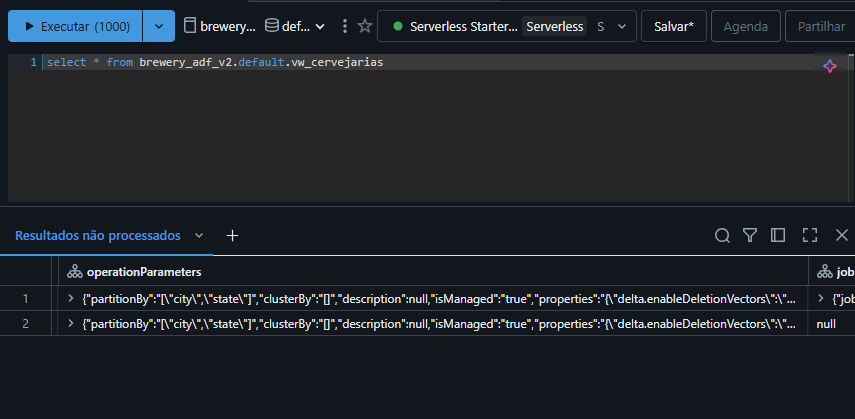 Executar (1000) brewery... def... Serverless Starter... Serverless S Salvar* Agenda Partilhar
1 select * from brewery_adf_v2.default.vw_cervejarias
Resultados não processados
operationParameters job
1 {"partitionBy":"[\"city\",\"state\"]","clusterBy":"[]","description":null,"isManaged":"true","properties":"{\"delta.enableDeletionVectors\":\"... {"job
2 {"partitionBy":"[\"city\",\"state\"]","clusterBy":"[]","description":null,"isManaged":"true","properties":"{\"delta.enableDeletionVectors\":\"... null